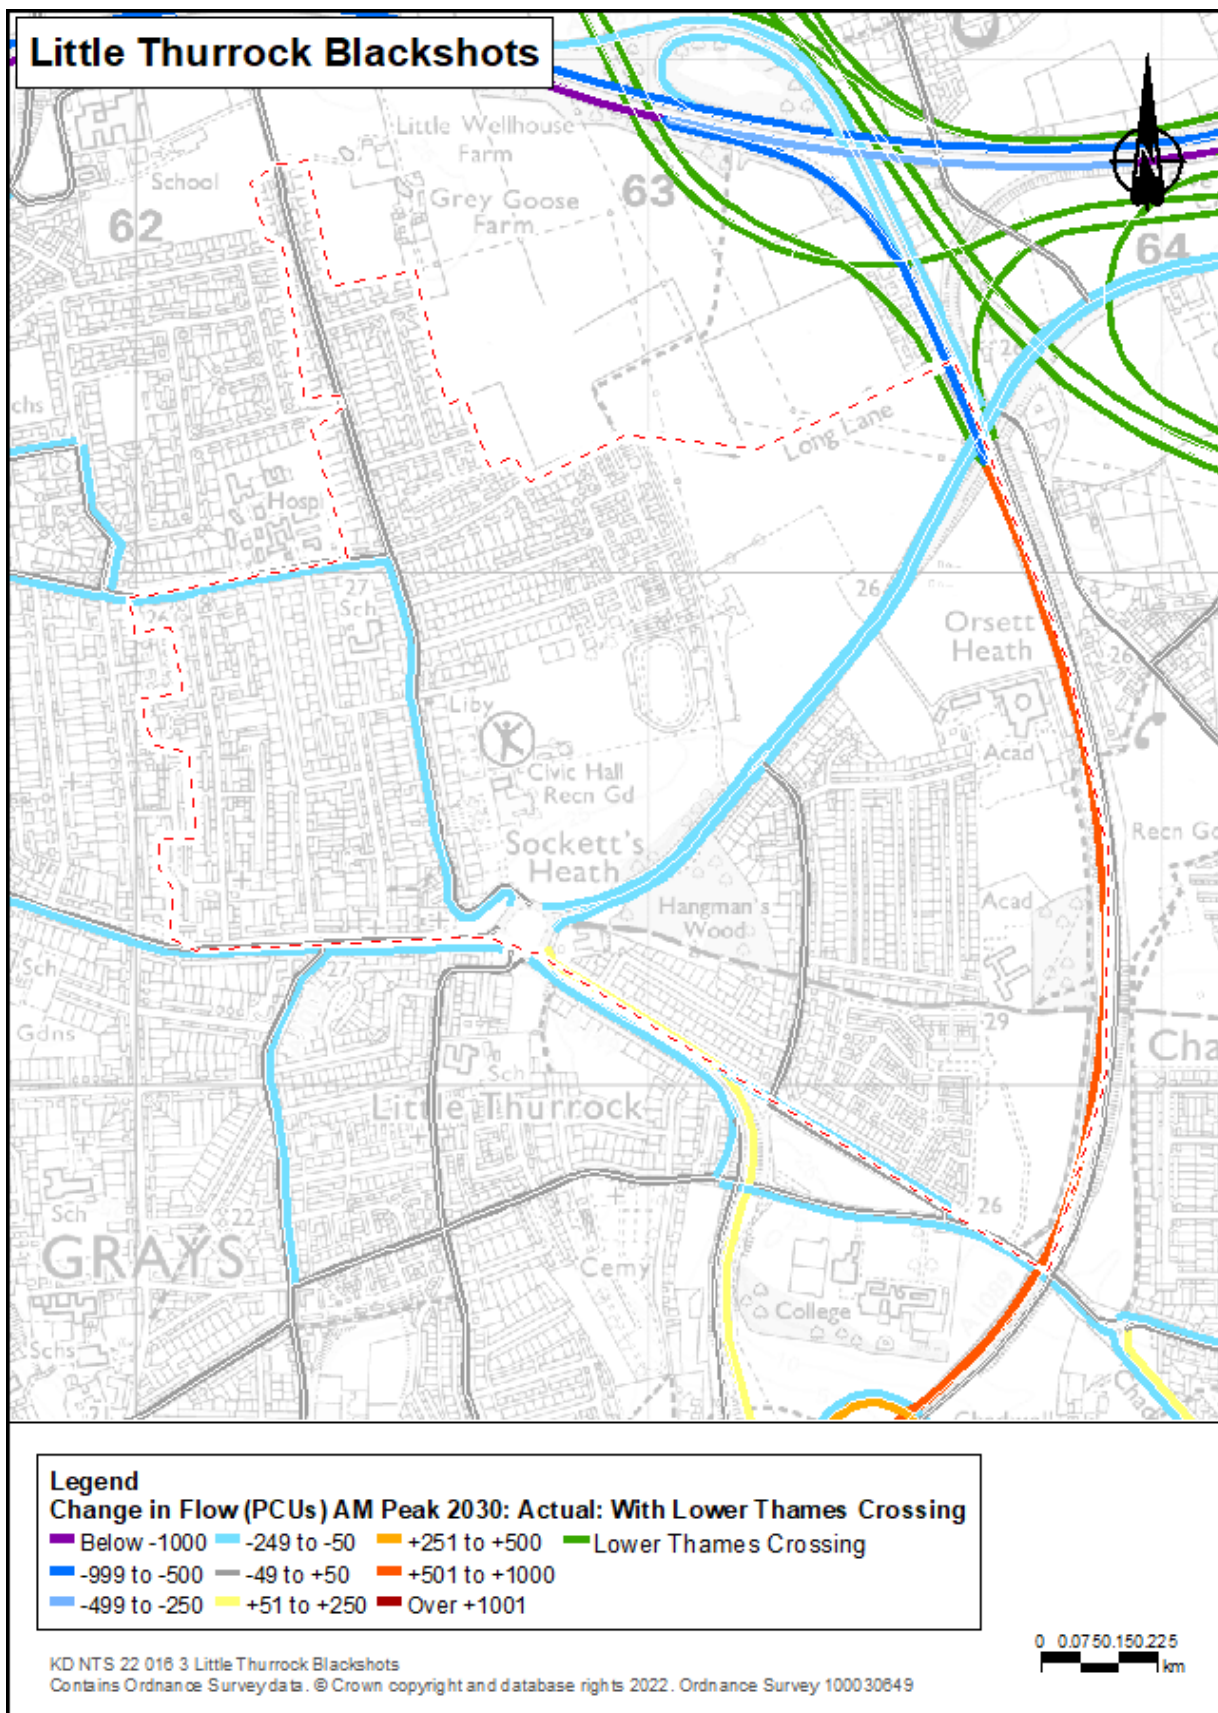 Little Thurrock Blackshots
Little Wellhouse
Farm
School
62
Grey Goose
Farm
63
64
chs
Long Lane
Hosp
27
Sch
26
Orsett
Heath
26
Liby
Civic Hall
Recn Gd
Acad
Sockett's
Heath
Recn Gd
Hangman's
Wood
Acad
Sch
Gdns
29
Cha
Sch
Little Thurrock
26
Sch
GRAYS
Cemy
College
Schs
Legend
Change in Flow (PCUs) AM Peak 2030: Actual: With Lower Thames Crossing
Below -1000 -249 to -50 +251 to +500 Lower Thames Crossing
-999 to -500 -49 to +50 +501 to +1000
-499 to -250 +51 to +250 Over +1001
0 0.0750.150.225
km
KD NTS 22 016 3 Little Thurrock Blackshots
Contains Ordnance Survey data. © Crown copyright and database rights 2022. Ordnance Survey 100030649